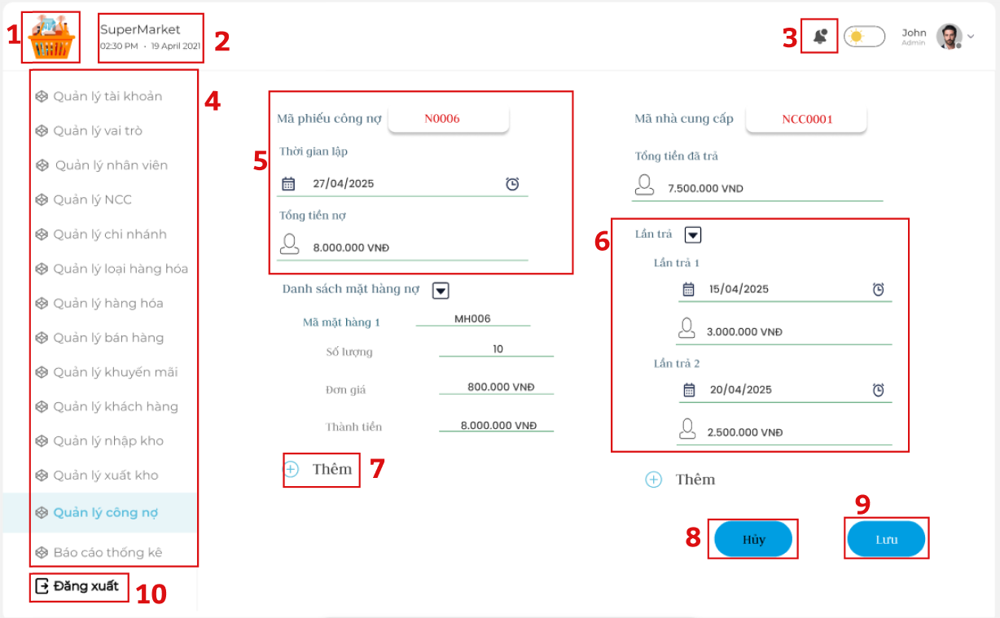 1
SuperMarket
02:30 PM · 19 April 2021
2
3
John
Admin
4
Quản lý tài khoản
Quản lý vai trò
Quản lý nhân viên
Quản lý NCC
Quản lý chi nhánh
Quản lý loại hàng hóa
Quản lý hàng hóa
Quản lý bán hàng
Quản lý khuyến mãi
Quản lý khách hàng
Quản lý nhập kho
Quản lý xuất kho
Quản lý công nợ
Báo cáo thống kê
Đăng xuất
10
5
Mã phiếu công nợ N0006
Thời gian lập
27/04/2025
Tổng tiền nợ
8.000.000 VNĐ
Danh sách mặt hàng nợ
Mã mặt hàng 1 MH006
Số lượng 10
Đơn giá 800.000 VNĐ
Thành tiền 8.000.000 VNĐ
Thêm
7
Mã nhà cung cấp NCC0001
Tổng tiền đã trả
7.500.000 VND
6
Lần trả
Lần trả 1
15/04/2025
3.000.000 VNĐ
Lần trả 2
20/04/2025
2.500.000 VNĐ
Thêm
8
Hủy
9
Lưu